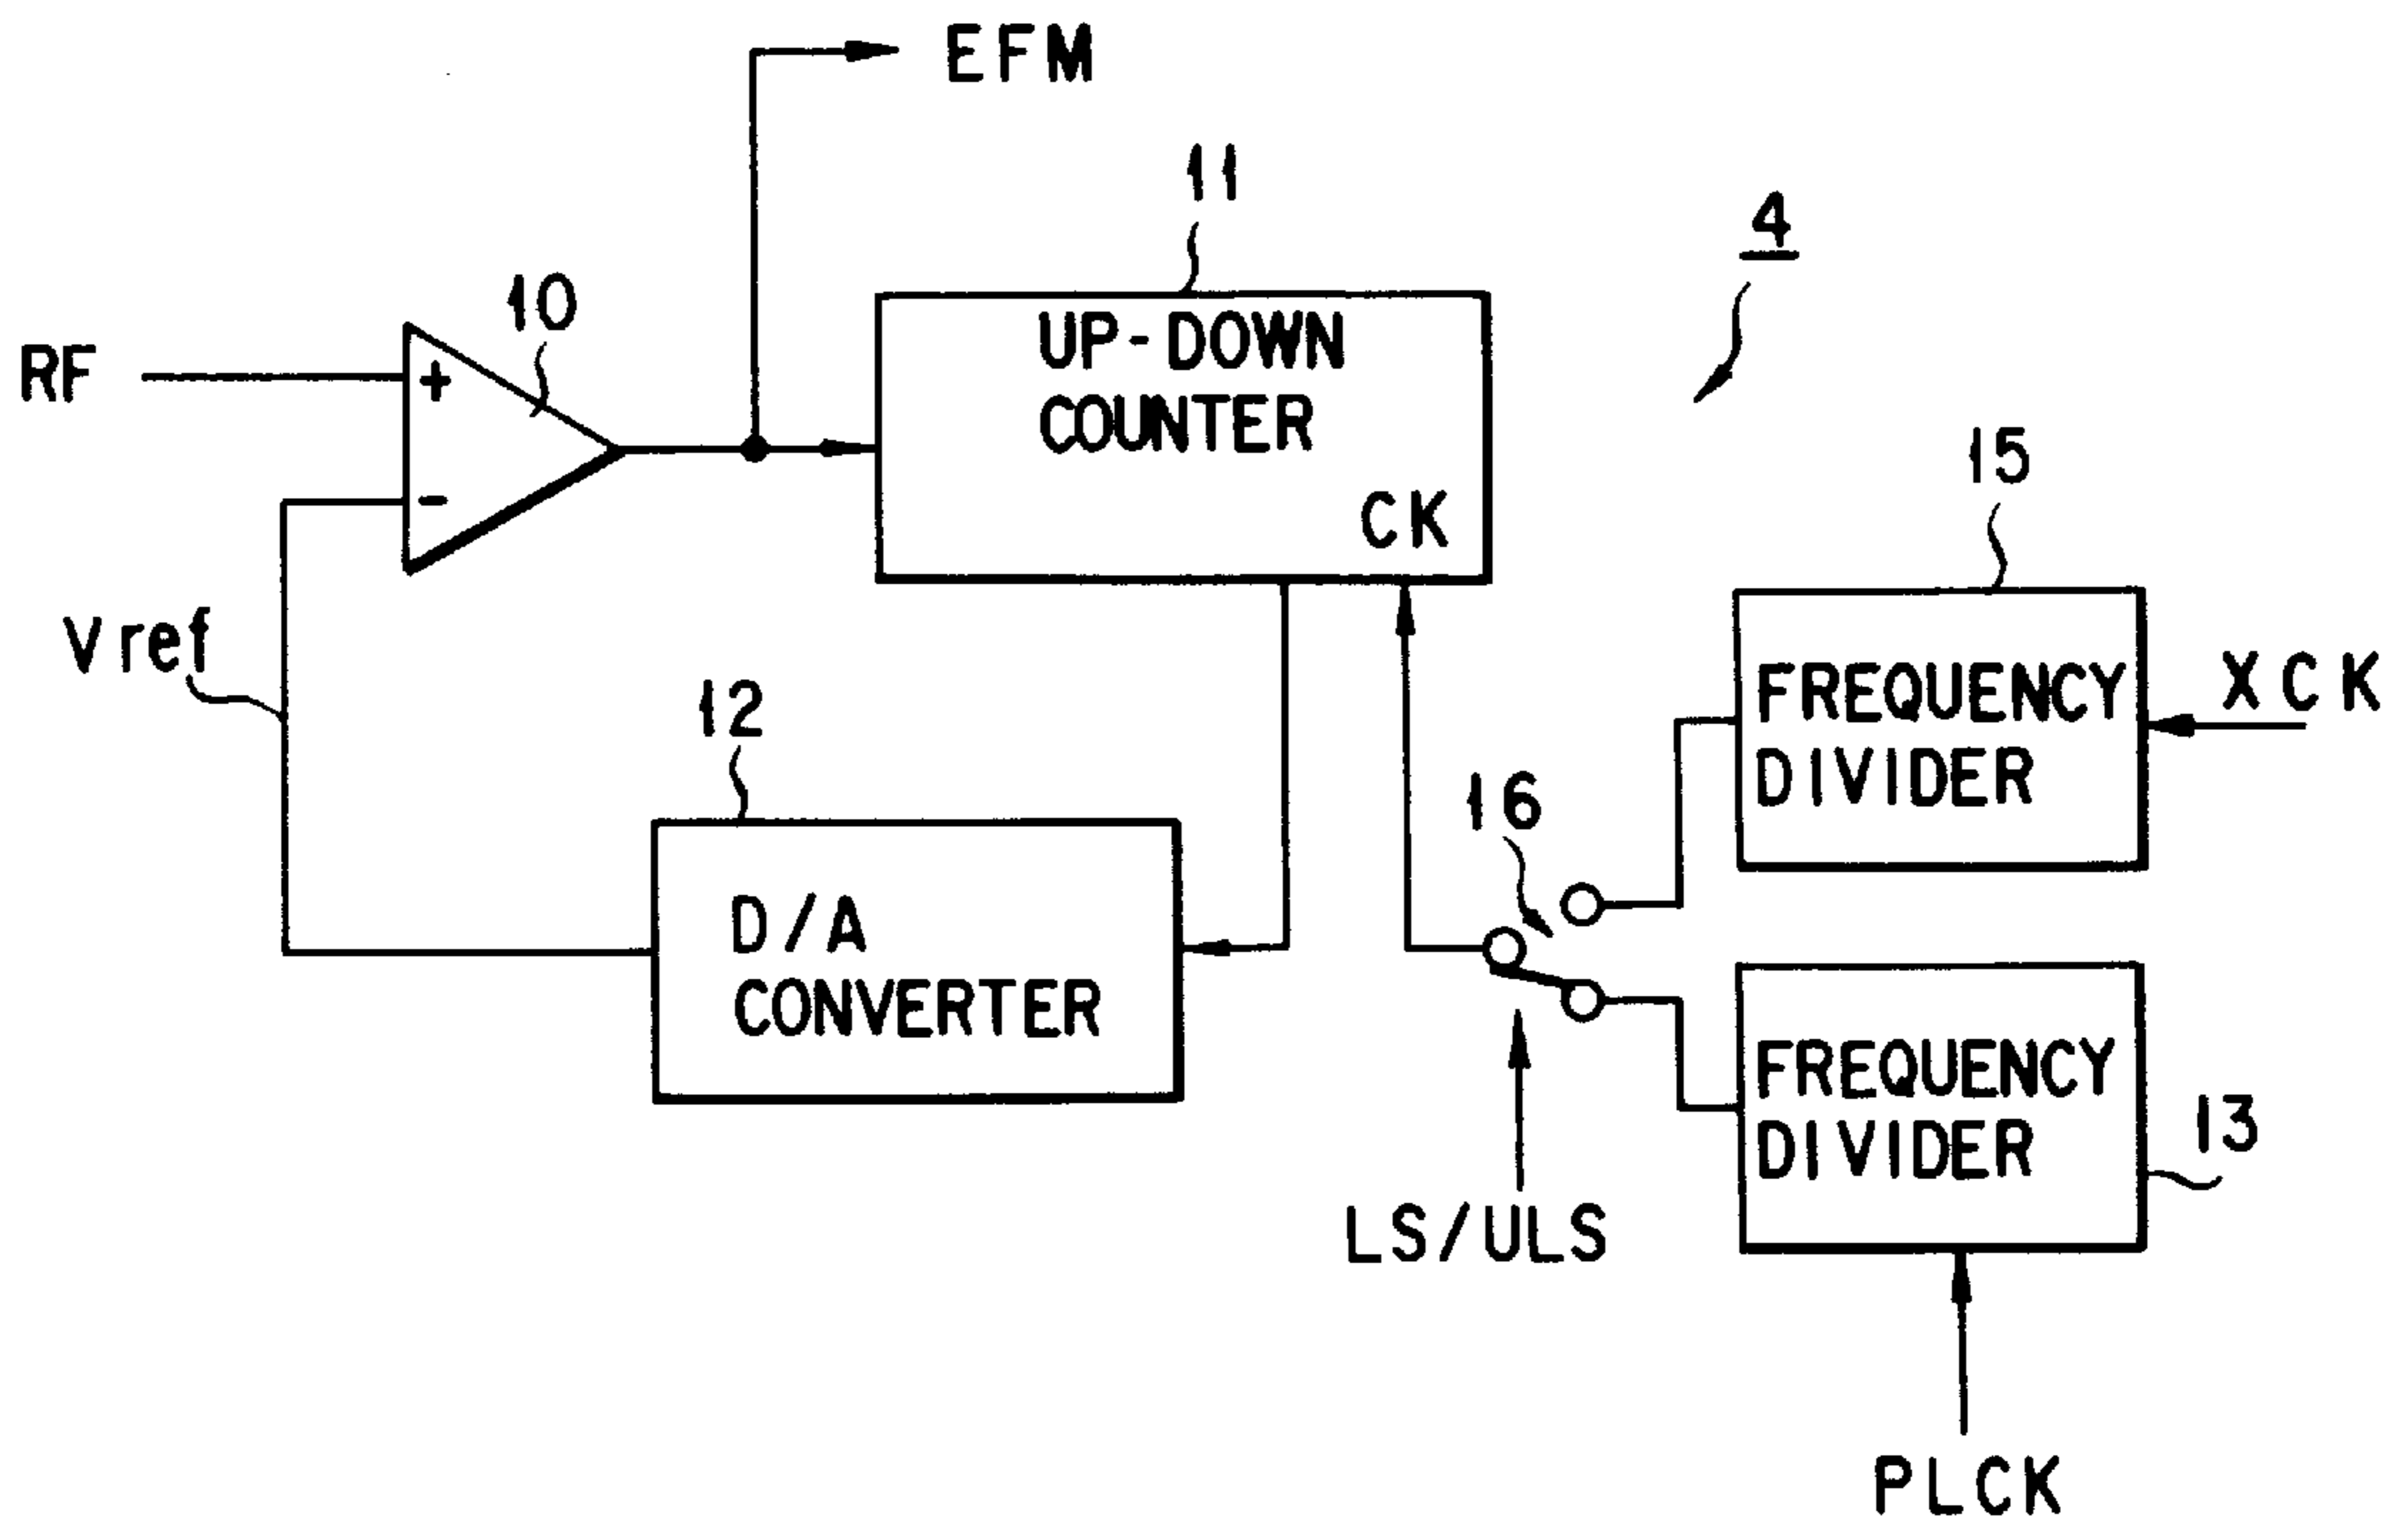 EFM
11
4
10
RF
+
UP-DOWN
COUNTER
15
-
CK
Vref
12
FREQUENCY
DIVIDER
XCK
16
D/A
CONVERTER
FREQUENCY
DIVIDER
13
LS/ULS
PLCK